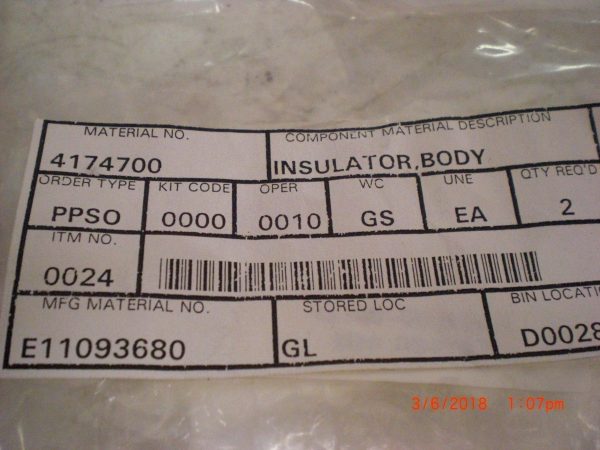 MATERIAL NO. COMPONENT MATERIAL DESCRIPTION
4174700 INSULATOR,BODY
ORDER TYPE KIT CODE OPER WC UNE QTY REQ'D
PPSO 0000 0010 GS EA 2
ITM NO.
0024
MFG MATERIAL NO. STORED LOC BIN LOCATI
E11093680 GL D0028
3/6/2018 1:07pm